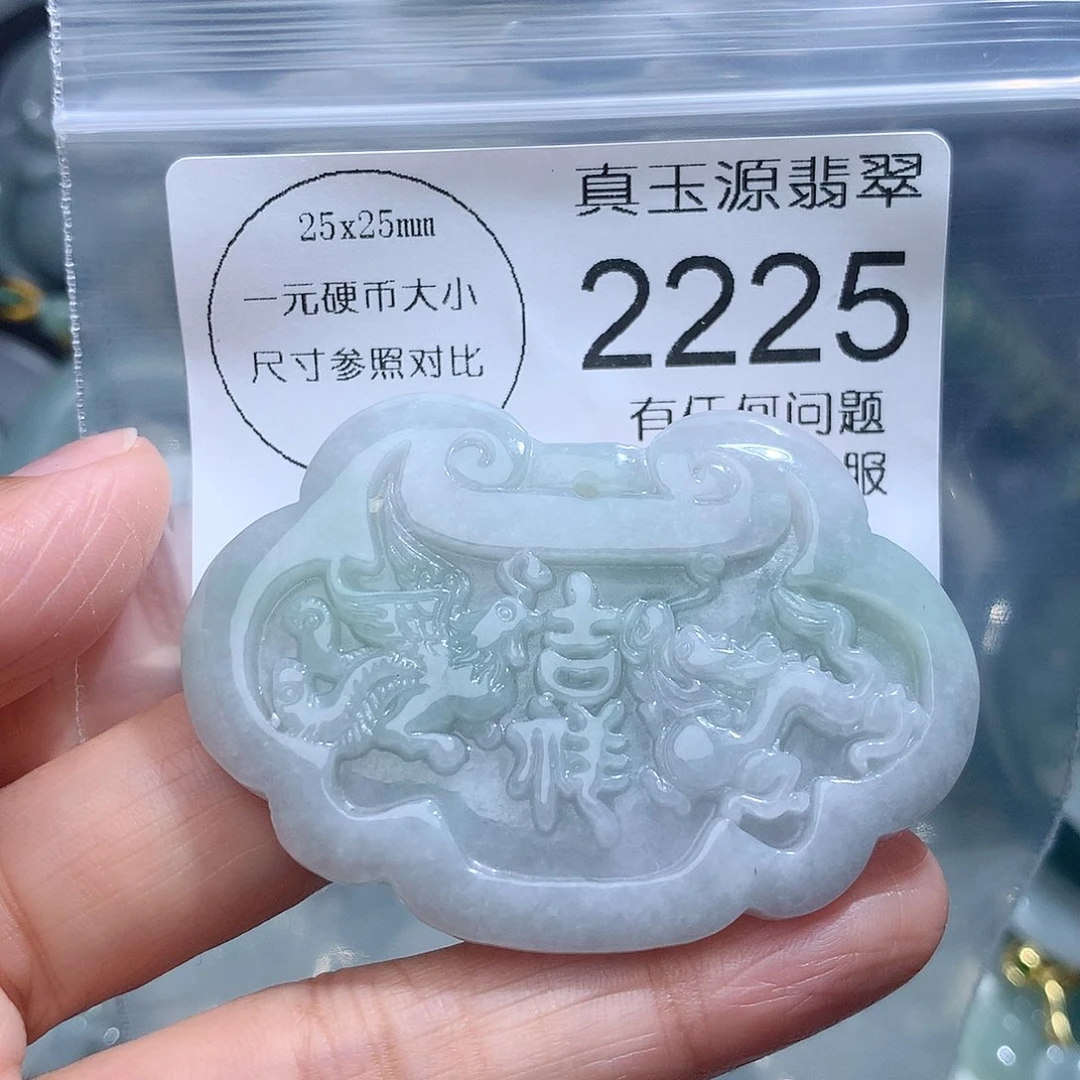 25x25mm
一元硬币大小
尺寸参照对比
真玉源翡翠
2225
有任何问题
服
吉
祥